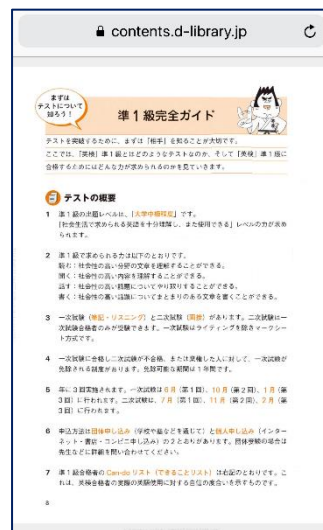 contents.d-library.jp
まずは
テストについて
知ろう！
準1級完全ガイド
テストを突破するために、まずは「相手」を知ることが大切です。
ここでは、「英検」準1級とはどのようなテストなのか、そして「英検」準1級に
合格するためにはどんな力が求められるのかを見ていきます。
テストの概要
1 準1級の出題レベルは、「大学中級程度」です。
「社会生活で求められる英語を十分理解し、また使用できる」レベルの力が求め
られます。
2 準1級で求められる力は以下のとおりです。
読む：社会性の高い分野の文章を理解することができる。
聞く：社会性の高い内容を理解することができる。
話す：社会性の高い話題についてやり取りすることができる。
書く：社会性の高い話題についてまとまりのある文章を書くことができる。
3 一次試験（筆記・リスニング）と二次試験（面接）があります。二次試験は一
次試験合格者のみが受験できます。一次試験はライティングを除きマークシー
ト方式です。
4 一次試験に合格し二次試験が不合格、または棄権した人に対して、一次試験が
免除される制度があります。免除可能な期間は1年間です。
5 年に3回実施されます。一次試験は6月（第1回）、10月（第2回）、1月（第
3回）に行われます。二次試験は、7月（第1回）、11月（第2回）、2月（第
3回）に行われます。
6 申込方法は団体申し込み（学校や塾などを通じて）と個人申し込み（インター
ネット・書店・コンビニ申し込み）の2とおりがあります。団体受験の場合は
先生などに詳細を問い合わせてください。
7 準1級合格者のCan-doリスト（できることリスト）は右記のとおりです。こ
れは、英検合格者の実際の英語使用に対する自信の度合いを示すものです。
6